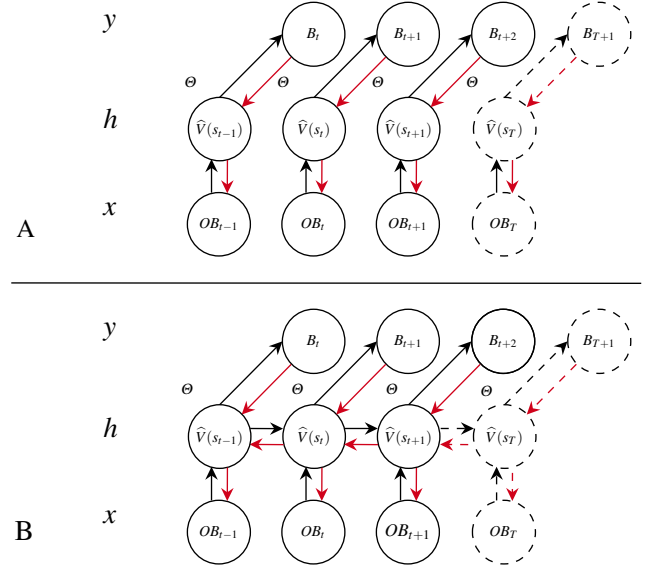 y B_t B_{t+1} B_{t+2} B_{T+1}
Θ Θ Θ
h V̂(s_{t−1}) V̂(s_t) V̂(s_{t+1}) V̂(s_T)
x OB_{t−1} OB_t OB_{t+1} OB_T
A
y B_t B_{t+1} B_{t+2} B_{T+1}
Θ Θ Θ
h V̂(s_{t−1}) V̂(s_t) V̂(s_{t+1}) V̂(s_T)
x OB_{t−1} OB_t OB_{t+1} OB_T
B